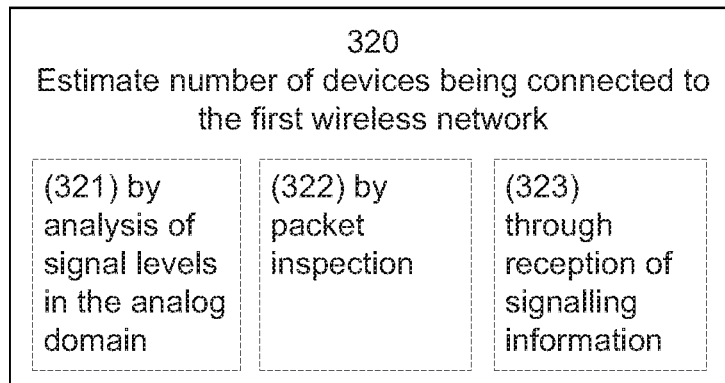 320
Estimate number of devices being connected to
the first wireless network
(321) by
analysis of
signal levels
in the analog
domain
(322) by
packet
inspection
(323)
through
reception of
signalling
information